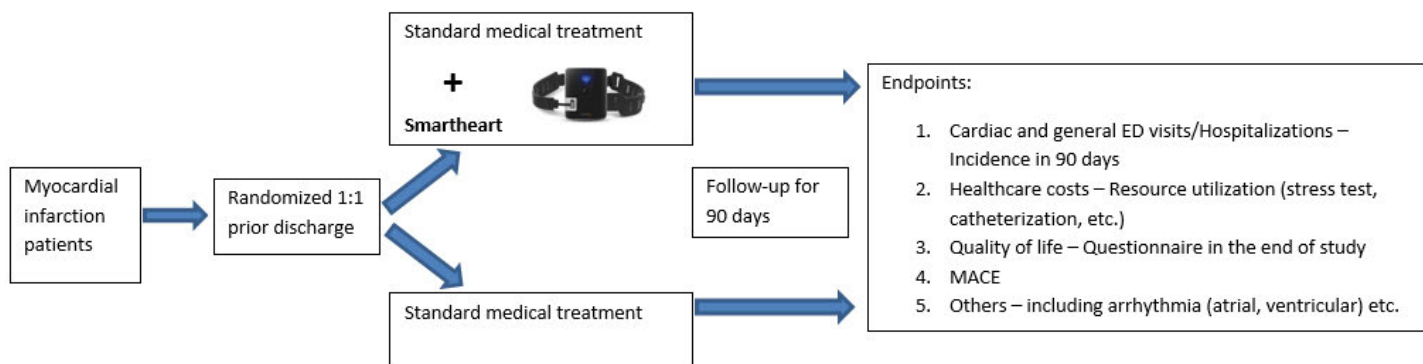 Myocardial
infarction
patients
Randomized 1:1
prior discharge
Standard medical treatment
+
Smartheart
Standard medical treatment
Follow-up for
90 days
Endpoints:
1. Cardiac and general ED visits/Hospitalizations –
Incidence in 90 days
2. Healthcare costs – Resource utilization (stress test,
catheterization, etc.)
3. Quality of life – Questionnaire in the end of study
4. MACE
5. Others – including arrhythmia (atrial, ventricular) etc.